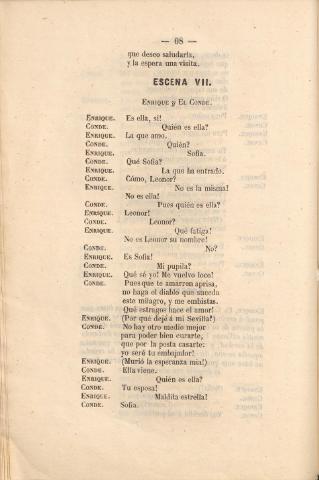 — 68 —
que deseo saludarla,
y la espera una visita.
ESCENA VII.
ENRIQUE y EL CONDE.
ENRIQUE. Es ella, sí!
CONDE. Quién es ella?
ENRIQUE. La que amo.
CONDE. Quién?
ENRIQUE. Sofia.
CONDE. Qué Sofia?
ENRIQUE. La que ha entrado.
CONDE. Cómo, Leonor?
ENRIQUE. No es la misma!
No es ella!
CONDE. Pues quién es ella?
ENRIQUE. Leonor!
CONDE. Leonor?
ENRIQUE. Qué fatiga!
No es Leonor su nombre!
CONDE. No?
ENRIQUE. Es Sofia!
CONDE. Mi pupila?
ENRIQUE. Qué sé yo! Me vuelvo loco!
CONDE. Pues que te amarren aprisa,
no haga el diablo que suceda
este milagro, y me embistas.
Qué estragos hace el amor!
ENRIQUE. (Por qué dejé á mi Sevilla!)
CONDE. No hay otro medio mejor
para poder bien curarte,
que por la posta casarte:
yo seré tu embajador!
ENRIQUE. (Murió la esperanza mia!)
CONDE. Ella viene.
ENRIQUE. Quién es ella?
CONDE. Tu esposa!
ENRIQUE. Maldita estrella!
CONDE. Sofia.